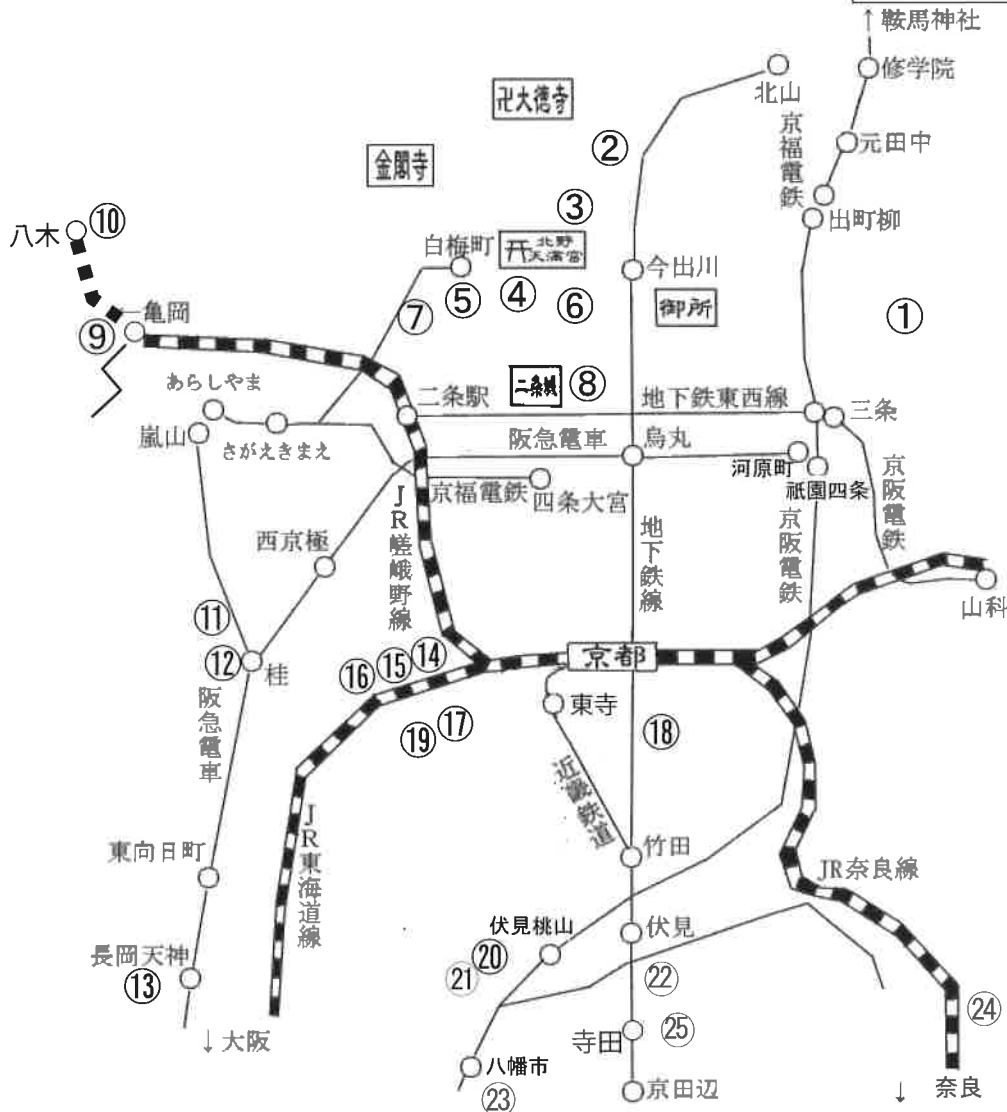 ↑鞍馬神社
修学院
北山
卍大徳寺
京福電鉄
元田中
②
金閣寺
出町柳
③
八木
⑩
白梅町
北野
天満宮
今出川
⑤
④
⑥
御所
⑦
①
亀岡
⑨
あらしやま
二条駅
二条城
⑧
地下鉄東西線
三条
嵐山
さがえきまえ
阪急電車
烏丸
河原町
祇園四条
京阪電鉄
京福電鉄
四条大宮
JR嵯峨野線
地下鉄線
京阪電鉄
西京極
山科
⑪
⑫
桂
⑯
⑮
⑭
京都
東寺
阪急電車
⑲
⑰
⑱
近畿鉄道
JR東海道線
竹田
東向日町
JR奈良線
伏見桃山
伏見
長岡天神
⑬
㉑
⑳
㉒
㉔
寺田
㉕
↓大阪
八幡市
㉓
京田辺
↓
奈良